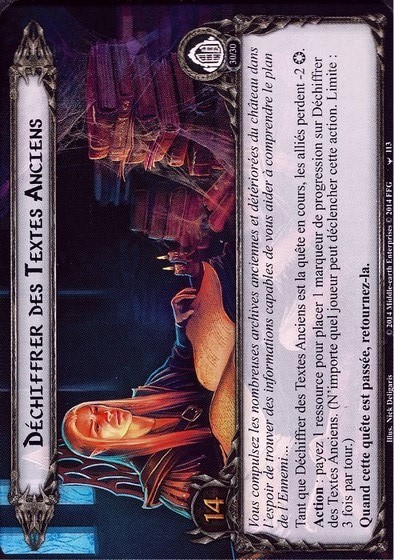 DÉCHIFFRER DES TEXTES ANCIENS
14
30/30
Vous compulsez les nombreuses archives anciennes et détériorées du château dans
l'espoir de trouver des informations capables de vous aider à comprendre le plan
de l'Ennemi...
Tant que Déchiffrer des Textes Anciens est la quête en cours, les alliés perdent -2
Action : payez 1 ressource pour placer 1 marqueur de progression sur Déchiffrer
des Textes Anciens. (N'importe quel joueur peut déclencher cette action. Limite :
3 fois par tour.)
Quand cette quête est passée, retournez-la.
Illus. Nick Deligaris
© 2014 Middle-earth Enterprises © 2014 FFG
113